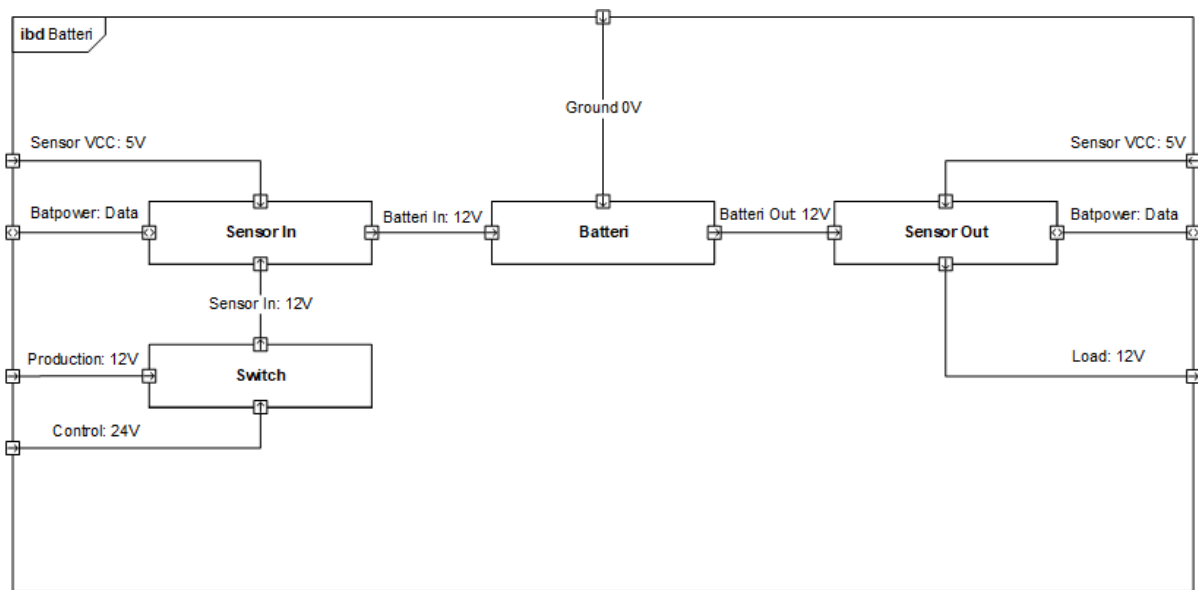 ibd Batteri
Ground 0V
Sensor VCC: 5V
Sensor VCC: 5V
Batpower: Data
Sensor In
Batteri In: 12V
Batteri
Batteri Out: 12V
Sensor Out
Batpower: Data
Sensor In: 12V
Production: 12V
Switch
Load: 12V
Control: 24V